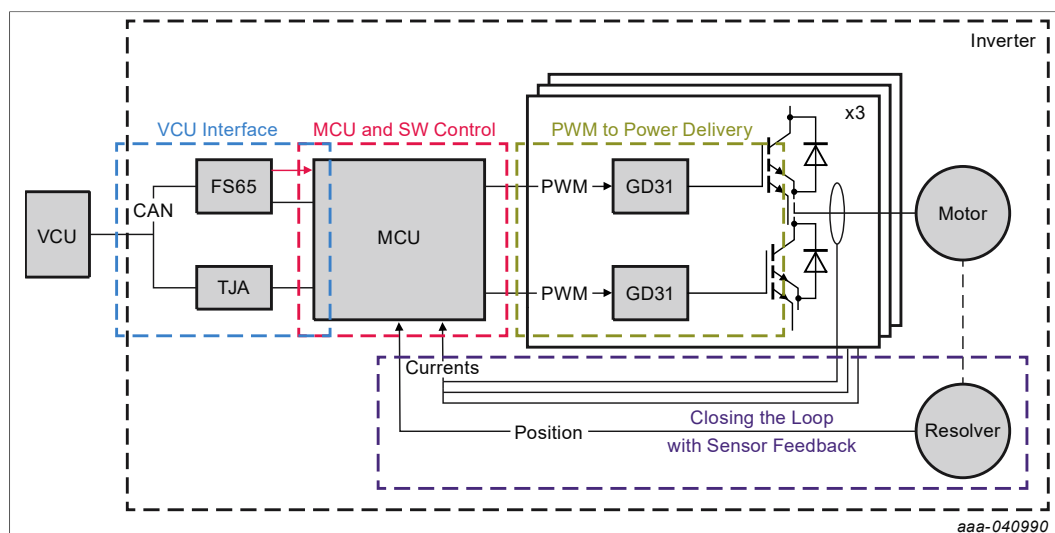 Inverter
x3
VCU Interface
MCU and SW Control
PWM to Power Delivery
FS65
PWM
GD31
CAN
VCU
MCU
Motor
TJA
PWM
GD31
Currents
Closing the Loop
with Sensor Feedback
Position
Resolver
aaa-040990